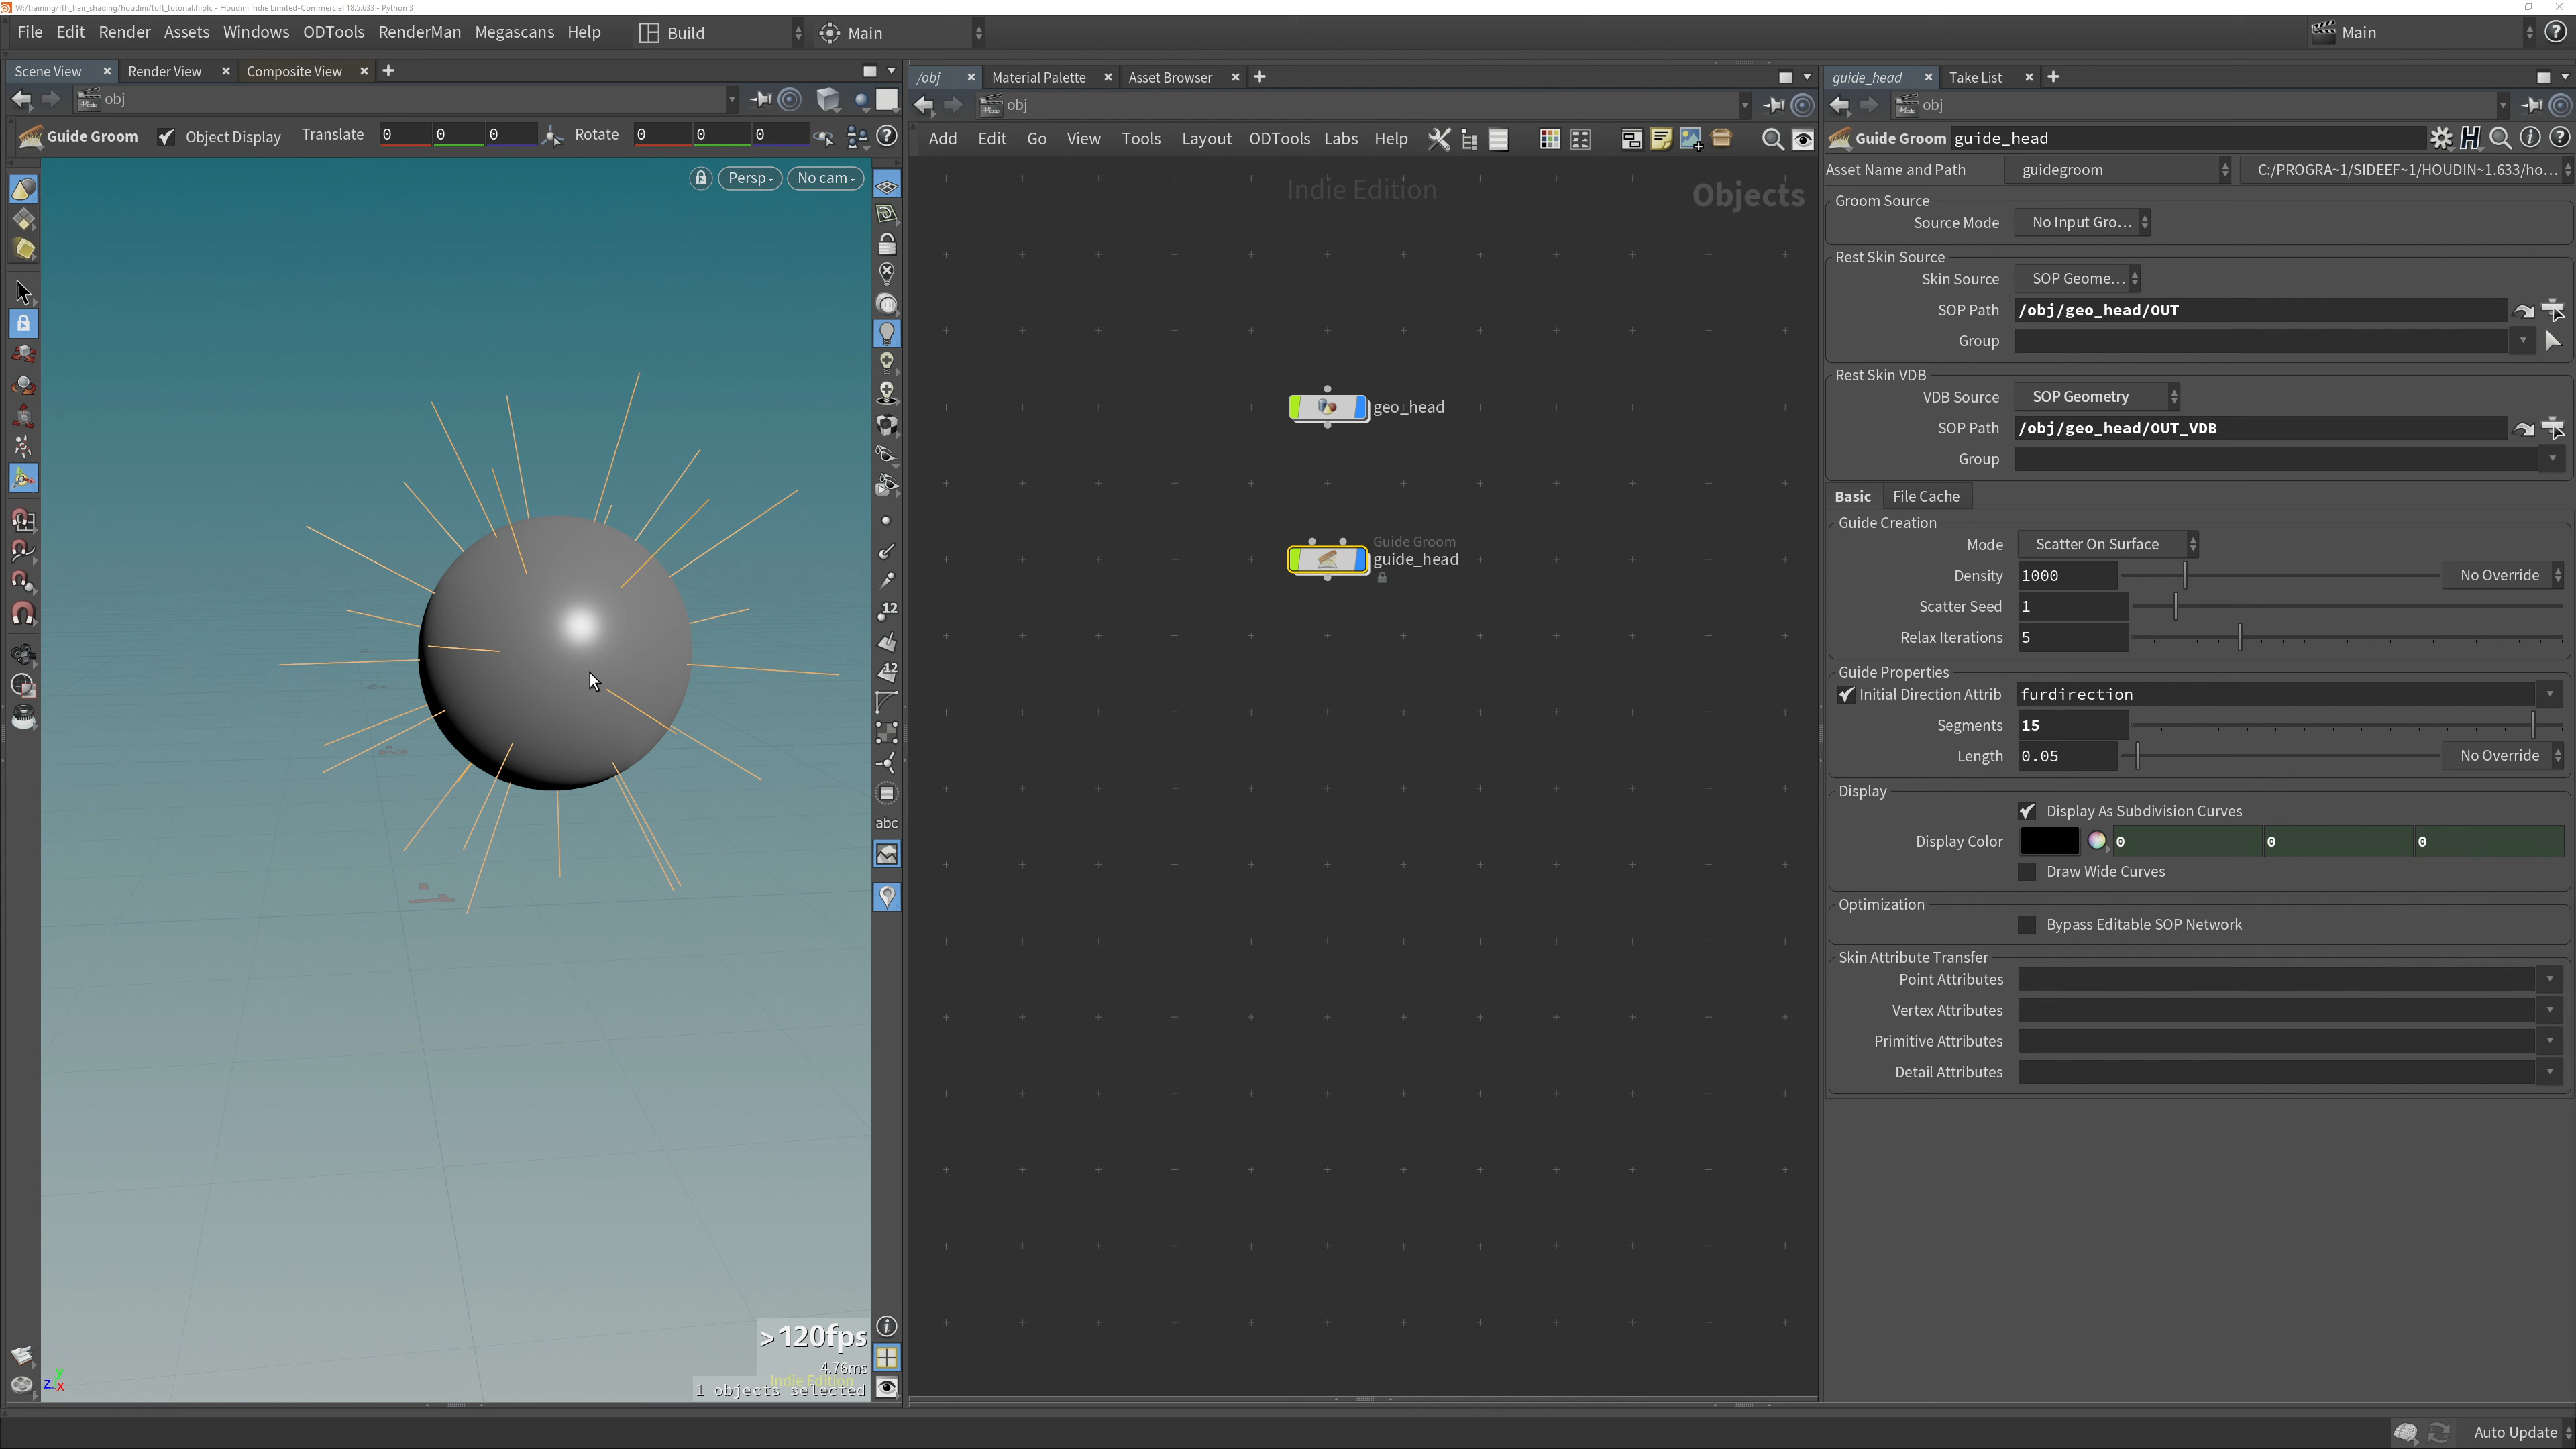 W:/training/rfh_hair_shading/houdini/tuft_tutorial.hiplc - Houdini Indie Limited-Commercial 18.5.633 - Python 3
File Edit Render Assets Windows ODTools RenderMan Megascans Help Build Main Main
Scene View Render View Composite View
obj
Guide Groom Object Display Translate 0 0 0 Rotate 0 0 0
Persp No cam
12
12
abc
>120fps
4.76ms
Indie Edition
1 objects selected
z y x
/obj Material Palette Asset Browser
obj
Add Edit Go View Tools Layout ODTools Labs Help
Indie Edition Objects
geo_head
Guide Groom
guide_head
guide_head Take List
obj
Guide Groom guide_head
Asset Name and Path guidegroom C:/PROGRA~1/SIDEEF~1/HOUDIN~1.633/ho...
Groom Source
Source Mode No Input Gro...
Rest Skin Source
Skin Source SOP Geome...
SOP Path /obj/geo_head/OUT
Group
Rest Skin VDB
VDB Source SOP Geometry
SOP Path /obj/geo_head/OUT_VDB
Group
Basic File Cache
Guide Creation
Mode Scatter On Surface
Density 1000 No Override
Scatter Seed 1
Relax Iterations 5
Guide Properties
Initial Direction Attrib furdirection
Segments 15
Length 0.05 No Override
Display
Display As Subdivision Curves
Display Color 0 0 0
Draw Wide Curves
Optimization
Bypass Editable SOP Network
Skin Attribute Transfer
Point Attributes
Vertex Attributes
Primitive Attributes
Detail Attributes
Auto Update